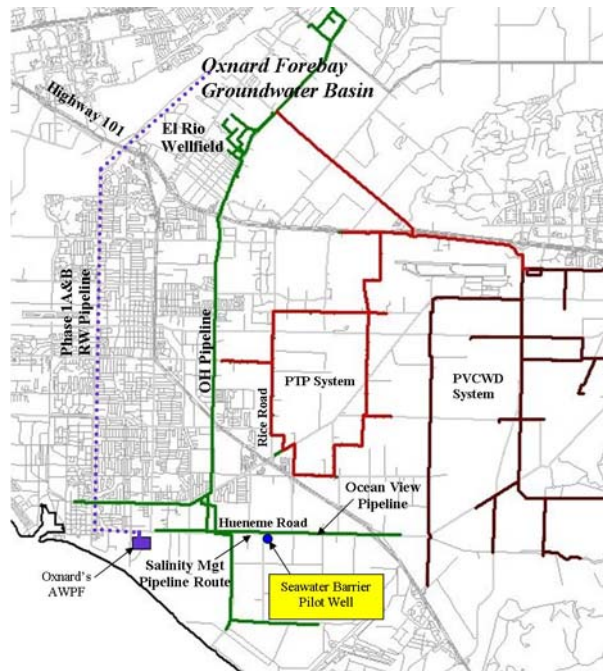 Oxnard Forebay
Groundwater Basin
Highway 101
El Rio
Wellfield
Phase 1A&B
RW Pipeline
OH Pipeline
Rice Road
PTP System
PVCWD
System
Ocean View
Pipeline
Hueneme Road
Salinity Mgt
Pipeline Route
Oxnard's
AWPF
Seawater Barrier
Pilot Well